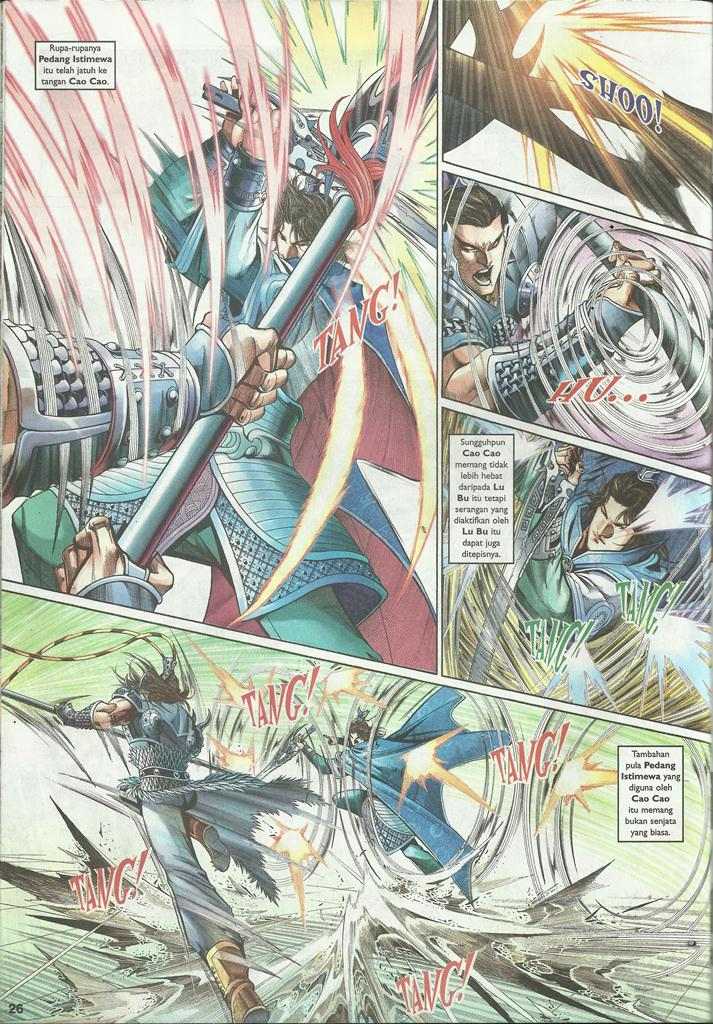 Rupa-rupanya
Pedang Istimewa
itu telah jatuh ke
tangan Cao Cao.
TANG!
SHOO!
HU...
Sungguhpun
Cao Cao
memang tidak
lebih hebat
daripada Lu
Bu itu tetapi
serangan yang
diaktifkan oleh
Lu Bu itu
dapat juga
ditepisnya.
TANG!
TANG!
TANG!
TANG!
Tambahan
pula Pedang
Istimewa yang
diguna oleh
Cao Cao
itu memang
bukan senjata
yang biasa.
TANG!
TANG!
26